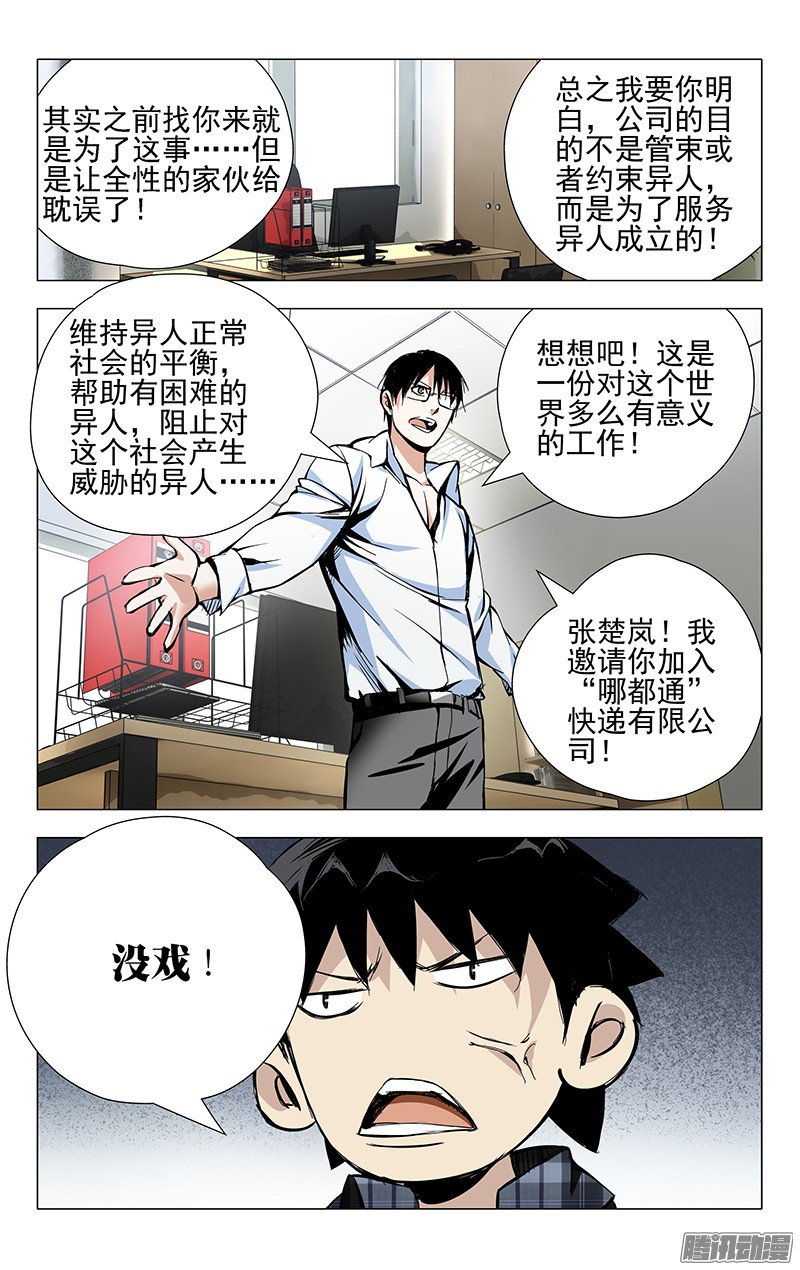 其实之前找你来就
是为了这事……但
是让全性的家伙给
耽误了！
总之我要你明
白，公司的目
的不是管束或
者约束异人，
而是为了服务
异人成立的！
维持异人正常
社会的平衡，
帮助有困难的
异人，阻止对
这个社会产生
威胁的异人……
想想吧！这是
一份对这个世
界多么有意义
的工作！
张楚岚！我
邀请你加入
“哪都通”
快递有限公
司！
没戏！
腾讯动漫